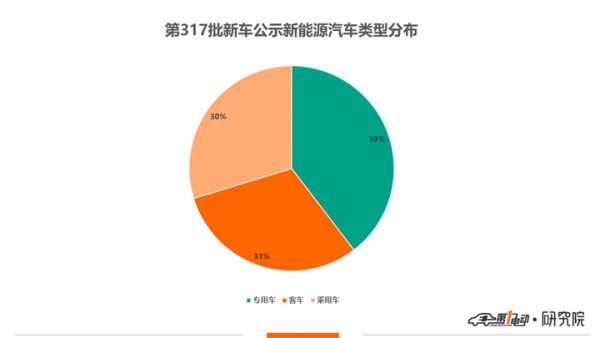 第317批新车公示新能源汽车类型分布
30%
39%
31%
专用车 客车 乘用车
第1电动·研究院